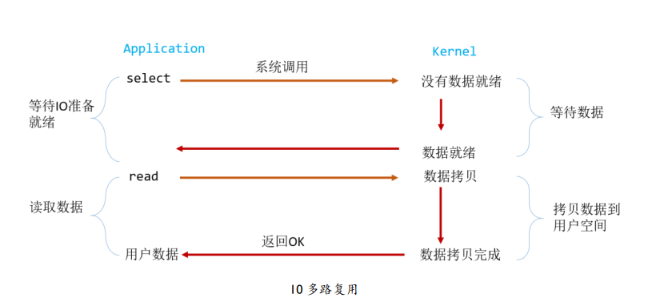 Application
Kernel
select
系统调用
没有数据就绪
等待IO准备
就绪
等待数据
数据就绪
read
数据拷贝
读取数据
拷贝数据到
用户空间
用户数据
返回OK
数据拷贝完成
IO 多路复用